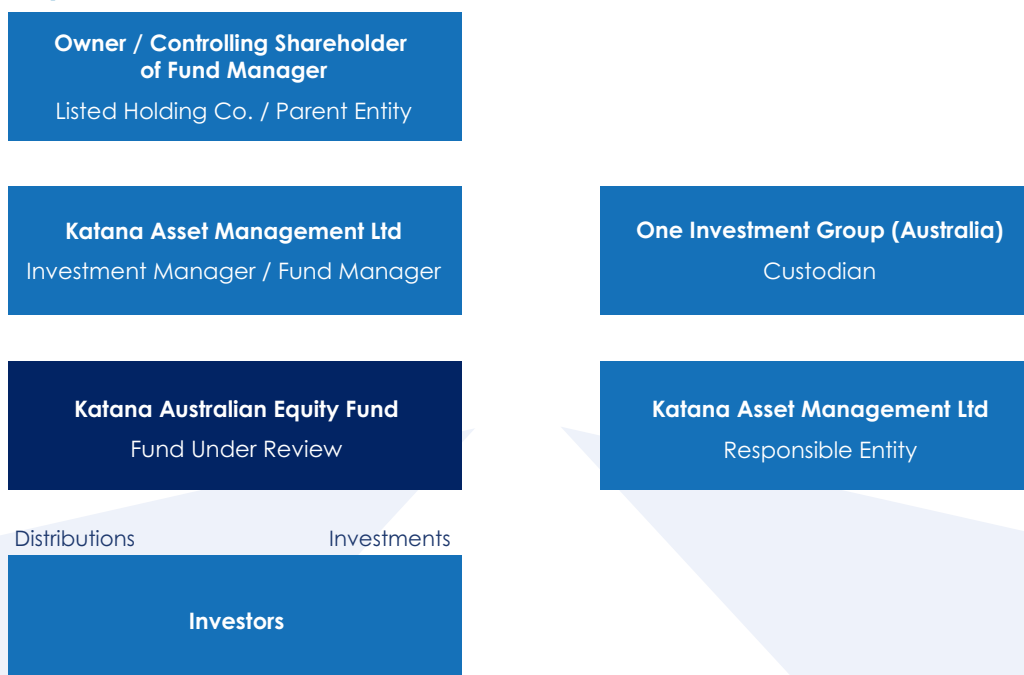 Owner / Controlling Shareholder
of Fund Manager
Listed Holding Co. / Parent Entity
Katana Asset Management Ltd
Investment Manager / Fund Manager
One Investment Group (Australia)
Custodian
Katana Australian Equity Fund
Fund Under Review
Katana Asset Management Ltd
Responsible Entity
Distributions
Investments
Investors